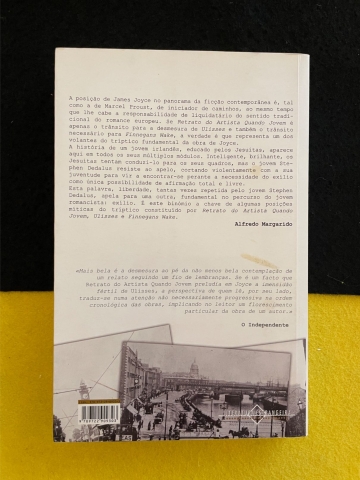 A posição de James Joyce no panorama da ficção contemporânea é, tal
como a de Marcel Proust, de iniciador de caminhos, ao mesmo tempo
que lhe cabe a responsabilidade de liquidatário do sentido tradi-
cional do romance europeu. Se Retrato do Artista Quando Jovem é
apenas o trânsito para a desmesura de Ulisses e também o trânsito
necessário para Finnegans Wake, a verdade é que representa um dos
volantes do tríptico fundamental da obra de Joyce.
A história de um jovem irlandês, educado pelos Jesuítas, aparece
aqui em todos os seus múltiplos módulos. Inteligente, brilhante, os
Jesuítas tentam conduzi-lo para os seus quadros, mas o jovem Ste-
phen Dedalus resiste ao apelo, cortando violentamente com a sua
juventude para vir a encontrar-se perante a necessidade do exílio
como única possibilidade de afirmação total e livre.
Esta palavra, liberdade, tantas vezes repetida pelo jovem Stephen
Dedalus, apela para uma outra, fundamental no percurso do jovem
romancista: exílio. E este binómio a chave de algumas posições
míticas do tríptico constituído por Retrato do Artista Quando
Jovem, Ulisses e Finnegans Wake.
Alfredo Margarido
«Mais bela é a desmesura ao pé da não menos bela contemplação de
um relato seguindo um fio de lembranças. Se é um facto que
Retrato do Artista Quando Jovem preludia em Joyce a imensidão
fértil de Ulisses, a perspectiva de quem lê, por seu lado,
traduz-se numa atenção não necessariamente progressiva na ordem
cronológica das obras, implicando no leitor um florescimento
particular da obra de um autor.»
O Independente